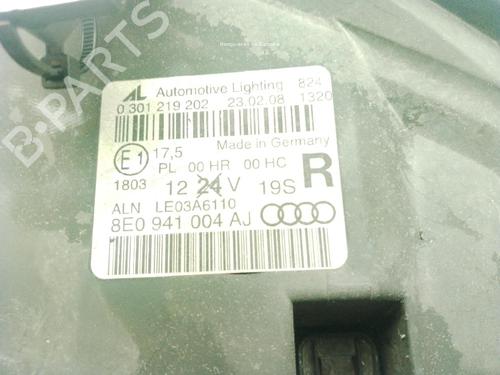 AL Automotive Lighting 824
0 301 219 202 23.02.08 1320
Made in Germany
E1 17,5
PL 00 HR 00 HC
1803
12 24 V 19S R
ALN LE03A6110
8E0 941 004 AJ
B-PARTS